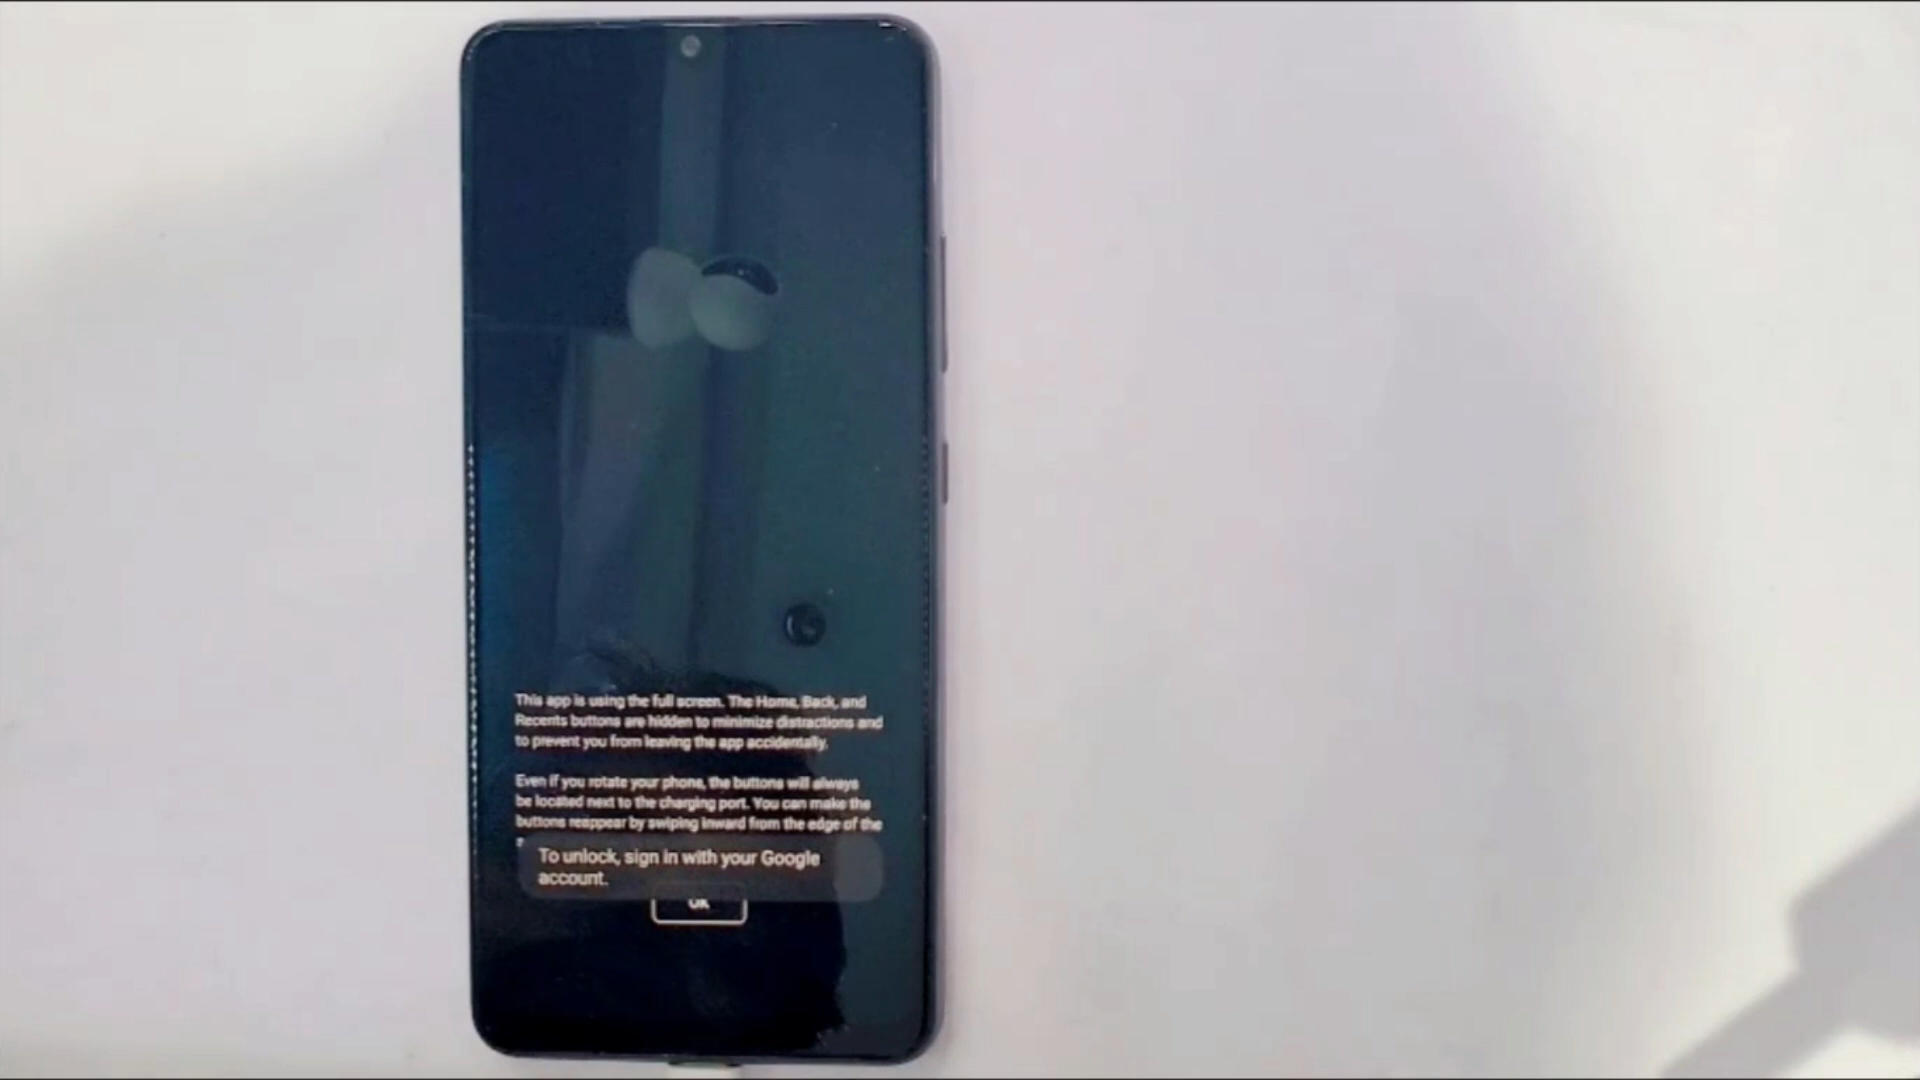 This app is using the full screen. The Home, Back, and
Recents buttons are hidden to minimize distractions and
to prevent you from leaving the app accidentally.
Even if you rotate your phone, the buttons will always
be located next to the charging port. You can make the
buttons reappear by swiping inward from the edge of the
To unlock, sign in with your Google
account.
OK